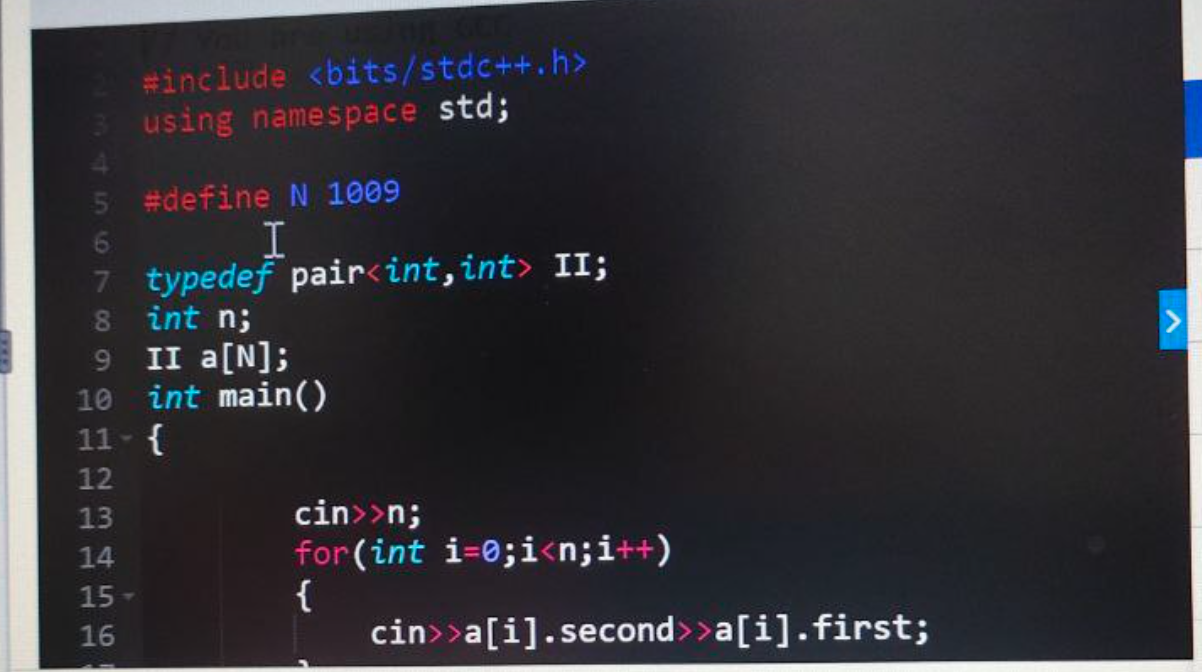 // You are using GCC
2 #include <bits/stdc++.h>
3 using namespace std;
4
5 #define N 1009
6
7 typedef pair<int,int> II;
8 int n;
9 II a[N];
10 int main()
11 {
12
13 cin>>n;
14 for(int i=0;i<n;i++)
15 {
16 cin>>a[i].second>>a[i].first;